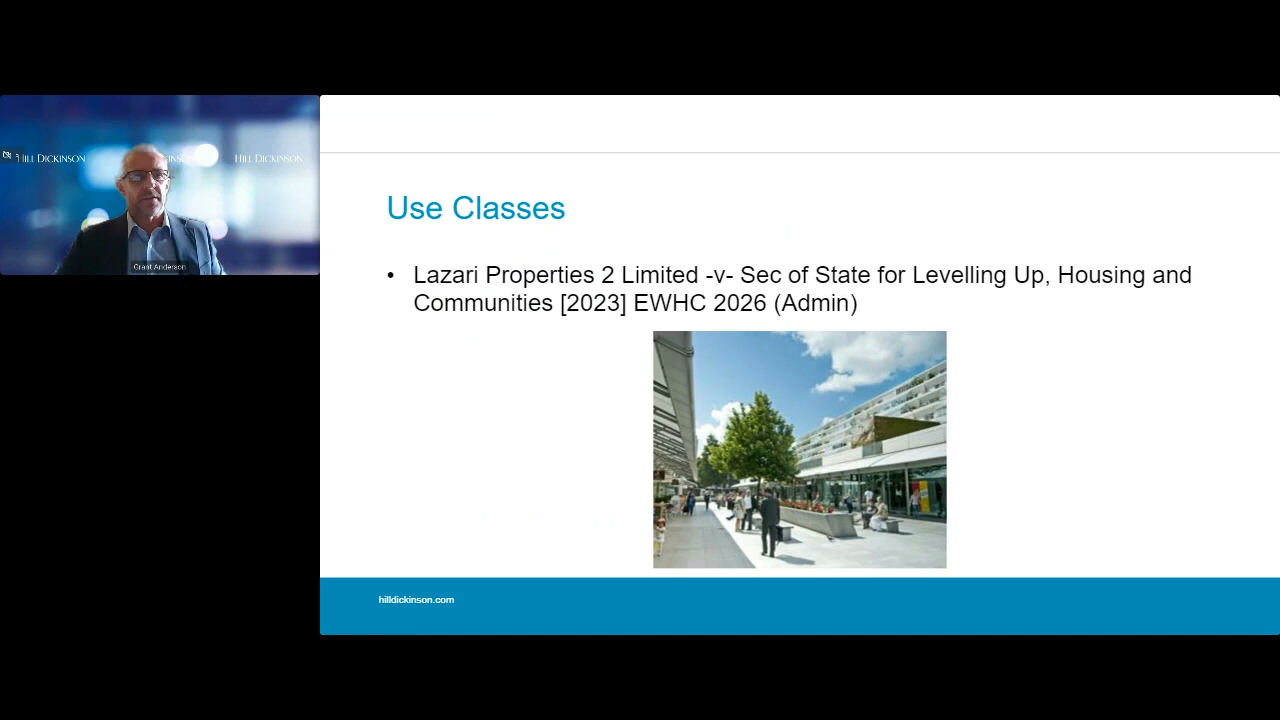 HILL DICKINSON
HILL DICKINSON
Grant Anderson
Use Classes
• Lazari Properties 2 Limited -v- Sec of State for Levelling Up, Housing and
Communities [2023] EWHC 2026 (Admin)
hilldickinson.com